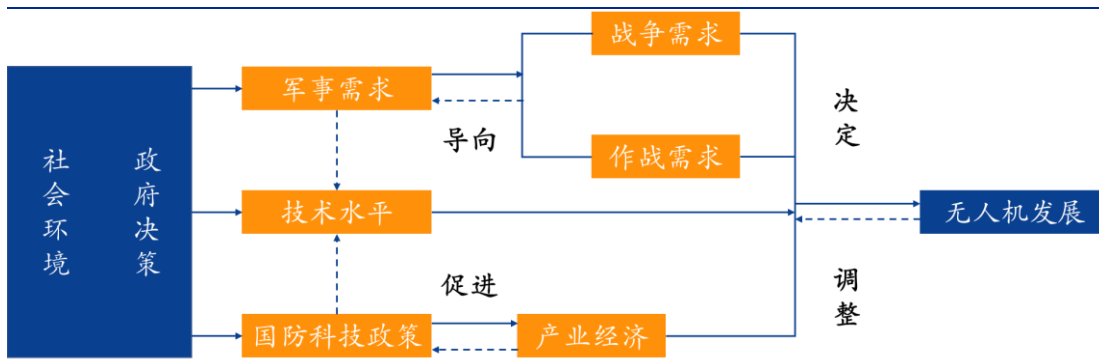 社会环境
政府决策
军事需求
导向
战争需求
作战需求
决定
技术水平
无人机发展
国防科技政策
促进
产业经济
调整